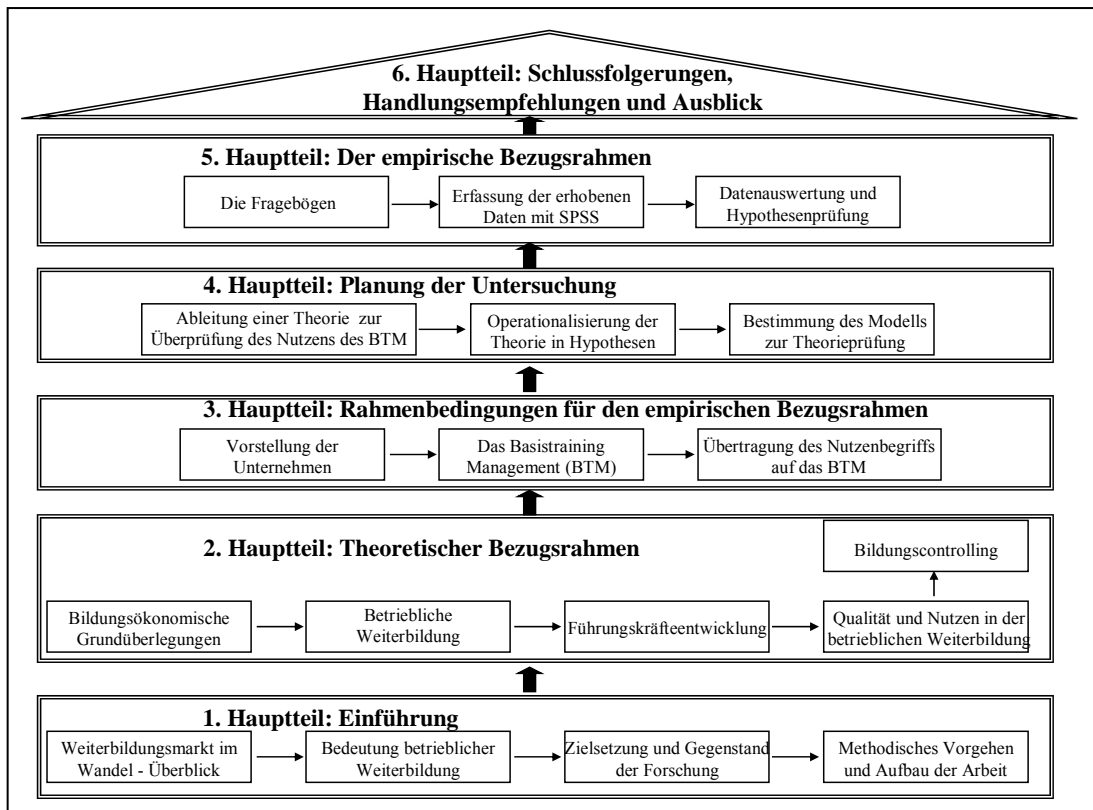 6. Hauptteil: Schlussfolgerungen,
Handlungsempfehlungen und Ausblick
5. Hauptteil: Der empirische Bezugsrahmen
Die Fragebögen
Erfassung der erhobenen
Daten mit SPSS
Datenauswertung und
Hypothesenprüfung
4. Hauptteil: Planung der Untersuchung
Ableitung einer Theorie zur
Überprüfung des Nutzens des BTM
Operationalisierung der
Theorie in Hypothesen
Bestimmung des Modells
zur Theorieprüfung
3. Hauptteil: Rahmenbedingungen für den empirischen Bezugsrahmen
Vorstellung der
Unternehmen
Das Basistraining
Management (BTM)
Übertragung des Nutzenbegriffs
auf das BTM
2. Hauptteil: Theoretischer Bezugsrahmen
Bildungscontrolling
Bildungsökonomische
Grundüberlegungen
Betriebliche
Weiterbildung
Führungskräfteentwicklung
Qualität und Nutzen in der
betrieblichen Weiterbildung
1. Hauptteil: Einführung
Weiterbildungsmarkt im
Wandel - Überblick
Bedeutung betrieblicher
Weiterbildung
Zielsetzung und Gegenstand
der Forschung
Methodisches Vorgehen
und Aufbau der Arbeit